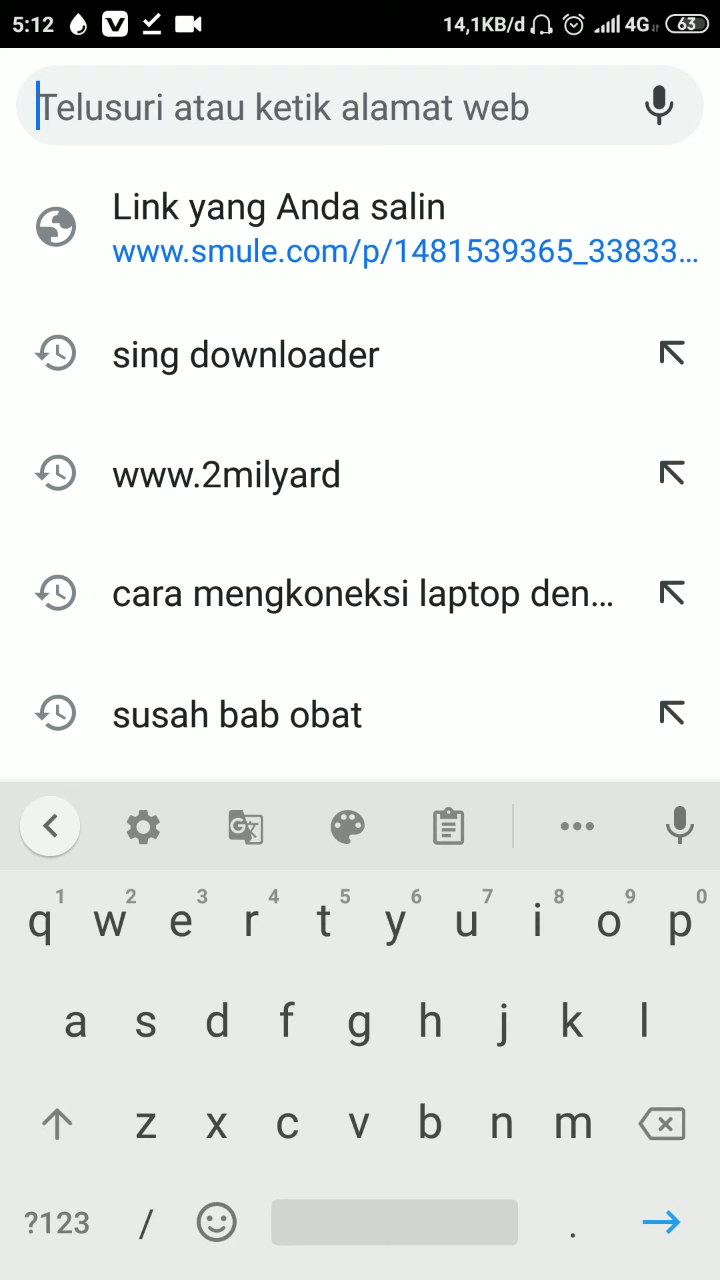 5:12 V 14,1KB/d 4G 63
Telusuri atau ketik alamat web
Link yang Anda salin
www.smule.com/p/1481539365_33833...
sing downloader
www.2milyard
cara mengkoneksi laptop den...
susah bab obat
G
1 2 3 4 5 6 7 8 9 0
q w e r t y u i o p
a s d f g h j k l
z x c v b n m
?123 / .